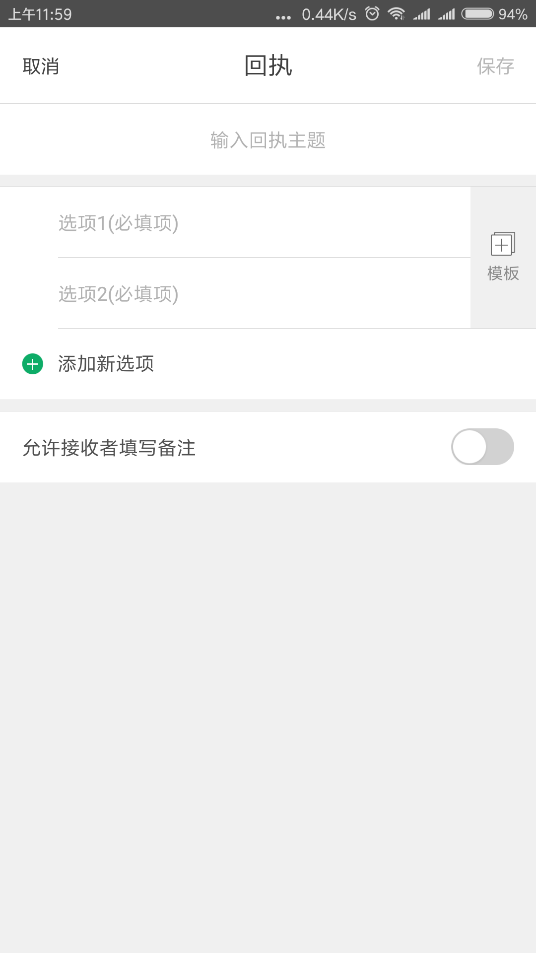 上午11:59 ... 0.44K/s 94%
取消 回执 保存
输入回执主题
选项1(必填项)
模板
选项2(必填项)
添加新选项
允许接收者填写备注